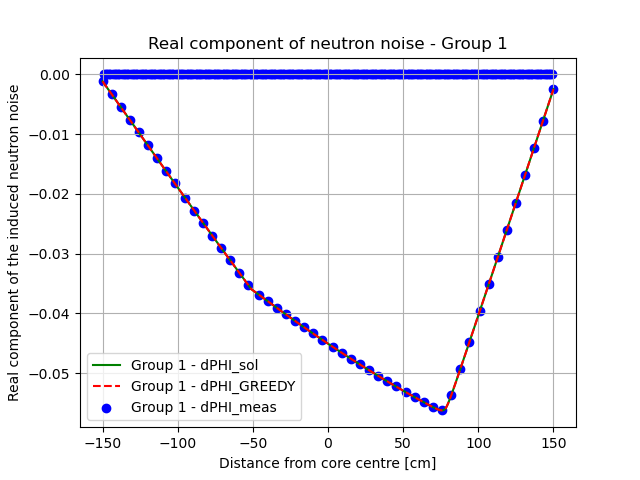 Real component of neutron noise - Group 1
Real component of the induced neutron noise
0.00
−0.01
−0.02
−0.03
−0.04
−0.05
Group 1 - dPHI_sol
Group 1 - dPHI_GREEDY
Group 1 - dPHI_meas
−150 −100 −50 0 50 100 150
Distance from core centre [cm]